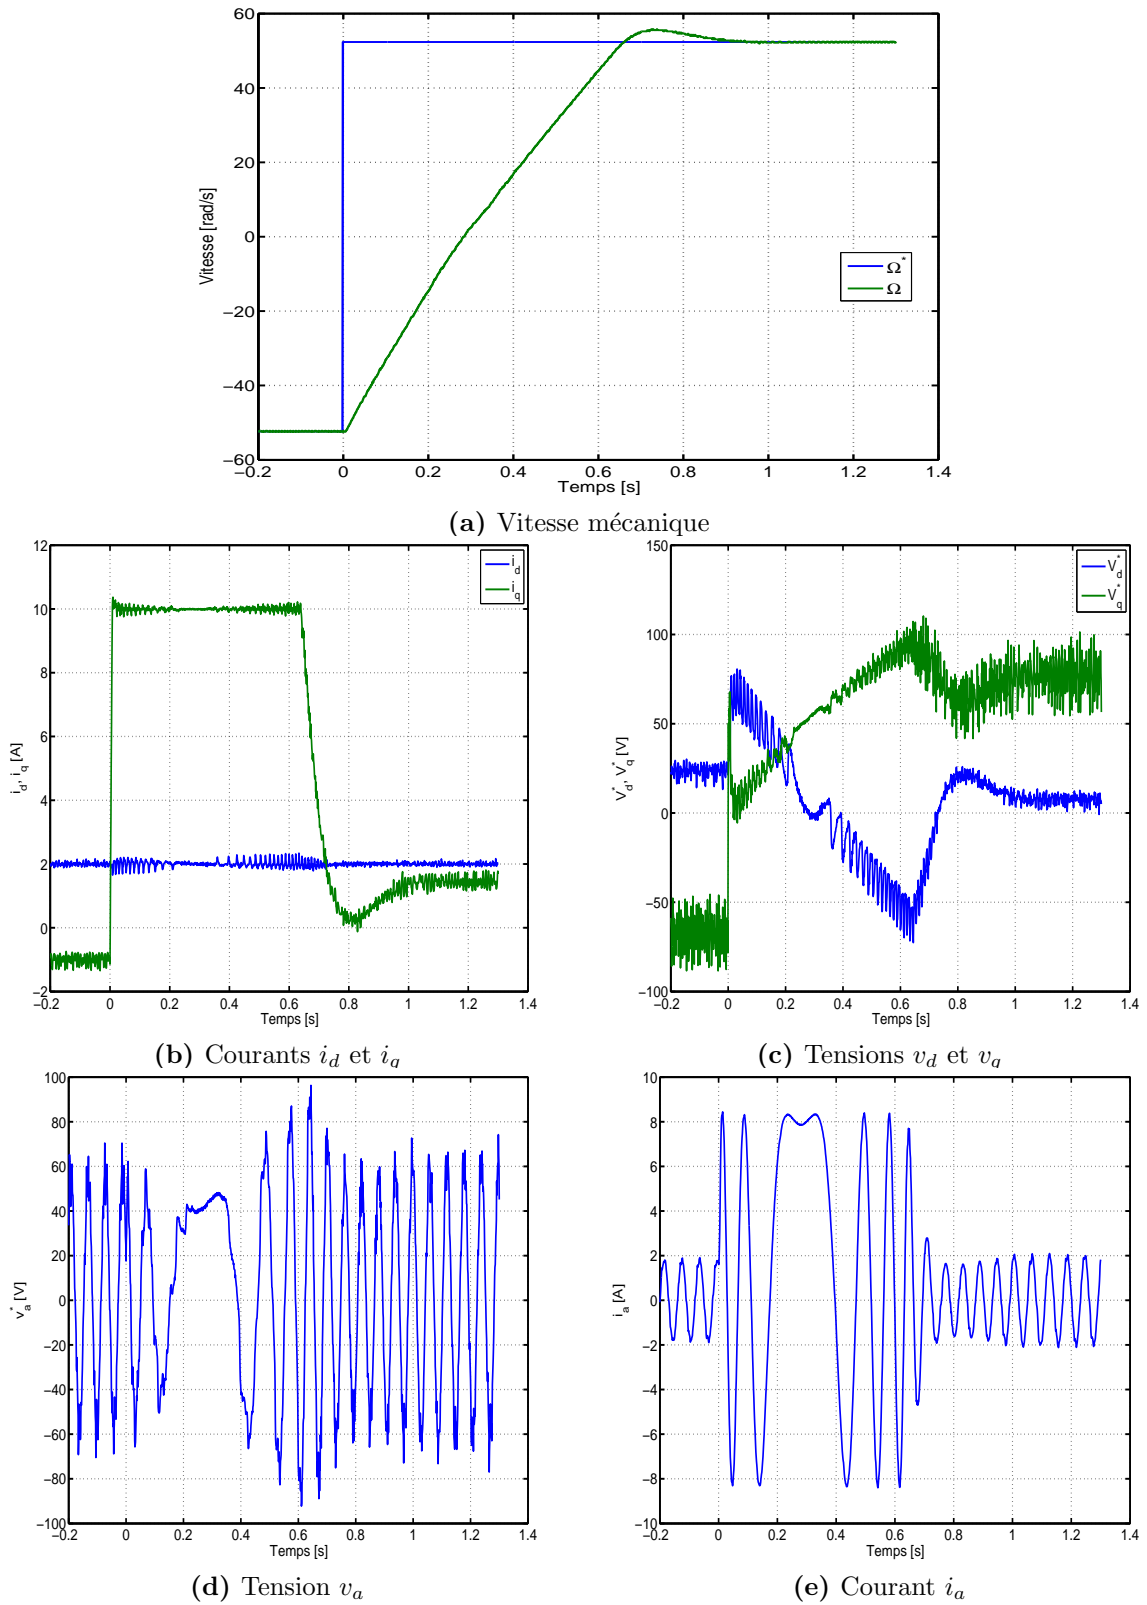 60
40
20
0
−20
−40
−60
Vitesse [rad/s]
Ω*
Ω
−0.2 0 0.2 0.4 0.6 0.8 1 1.2 1.4
Temps [s]
(a) Vitesse mécanique
12
10
8
6
4
2
0
−2
i_d, i_q [A]
i_d
i_q
−0.2 0 0.2 0.4 0.6 0.8 1 1.2 1.4
Temps [s]
(b) Courants i_d et i_q
150
100
50
0
−50
−100
V_d*, V_q* [V]
V_d*
V_q*
−0.2 0 0.2 0.4 0.6 0.8 1 1.2 1.4
Temps [s]
(c) Tensions v_d et v_q
100
80
60
40
20
0
−20
−40
−60
−80
−100
v_a* [V]
−0.2 0 0.2 0.4 0.6 0.8 1 1.2 1.4
Temps [s]
(d) Tension v_a
10
8
6
4
2
0
−2
−4
−6
−8
−10
i_a [A]
−0.2 0 0.2 0.4 0.6 0.8 1 1.2 1.4
Temps [s]
(e) Courant i_a